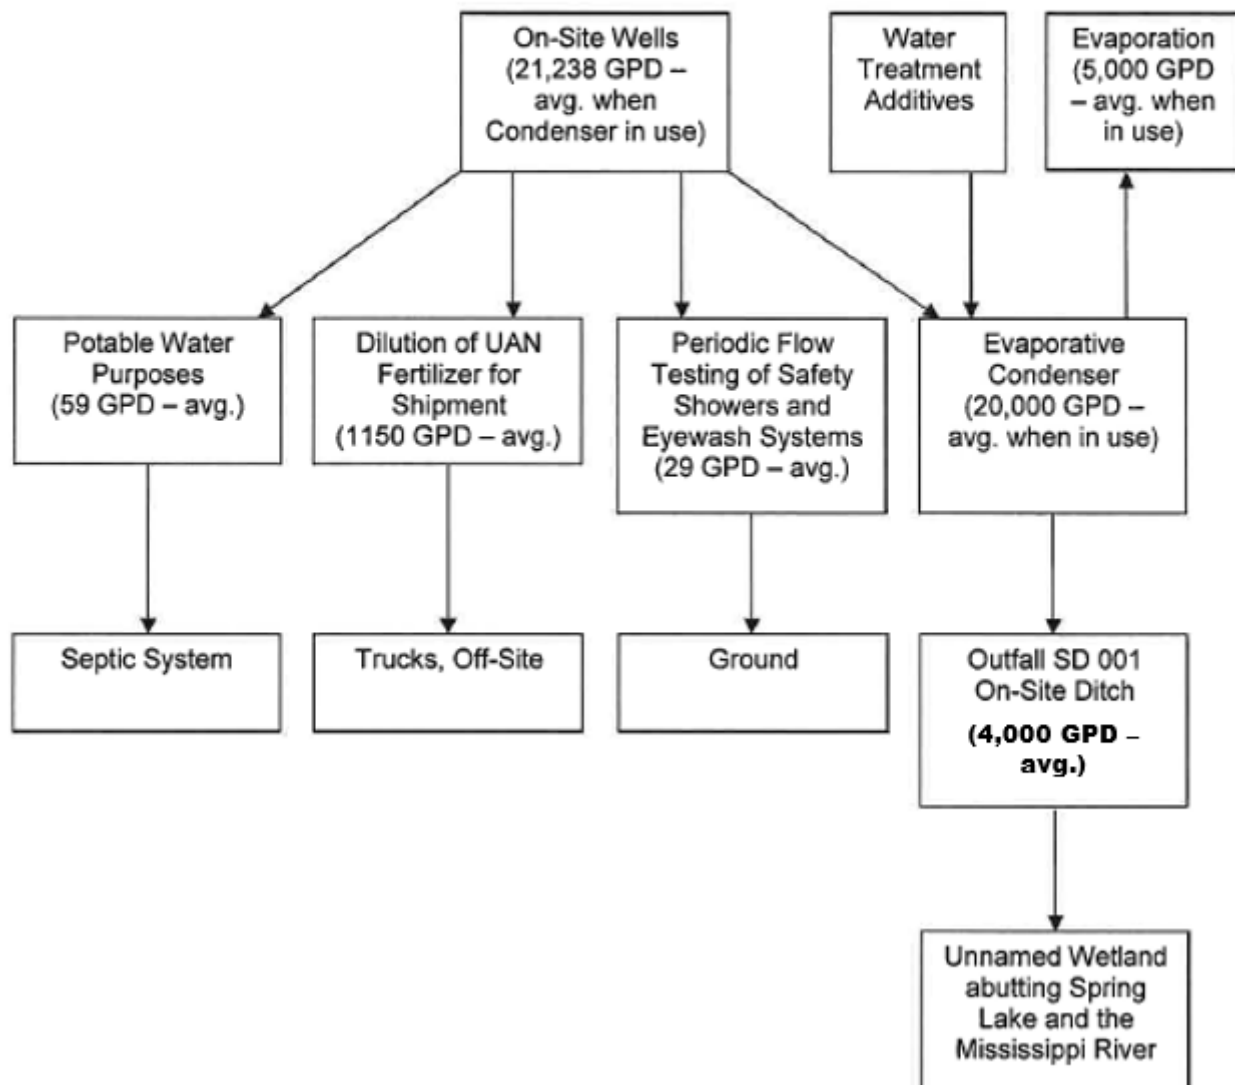 On-Site Wells
(21,238 GPD –
avg. when
Condenser in use)
Water
Treatment
Additives
Evaporation
(5,000 GPD
– avg. when
in use)
Potable Water
Purposes
(59 GPD – avg.)
Dilution of UAN
Fertilizer for
Shipment
(1150 GPD – avg.)
Periodic Flow
Testing of Safety
Showers and
Eyewash Systems
(29 GPD – avg.)
Evaporative
Condenser
(20,000 GPD –
avg. when in use)
Septic System
Trucks, Off-Site
Ground
Outfall SD 001
On-Site Ditch
(4,000 GPD –
avg.)
Unnamed Wetland
abutting Spring
Lake and the
Mississippi River